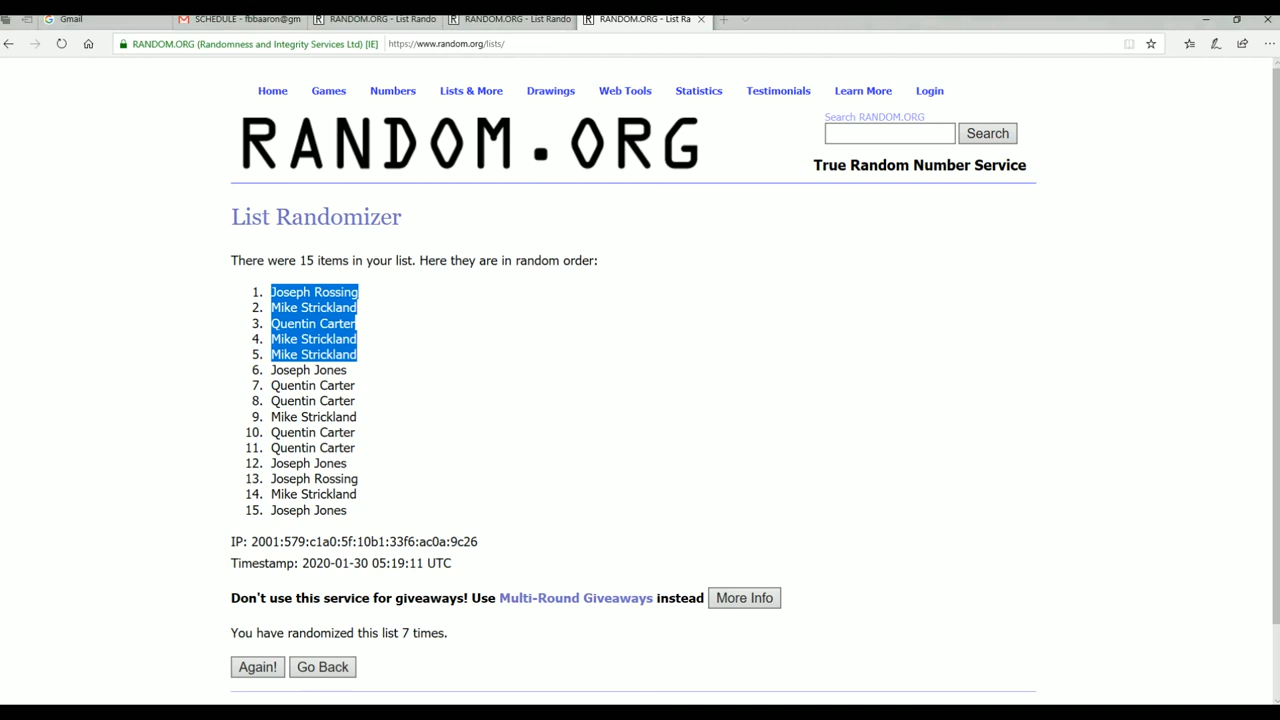 Gmail
SCHEDULE - fbbaaron@gm
RANDOM.ORG - List Rando
RANDOM.ORG - List Rando
RANDOM.ORG - List Ra
RANDOM.ORG (Randomness and Integrity Services Ltd) [IE]
https://www.random.org/lists/
Home Games Numbers Lists & More Drawings Web Tools Statistics Testimonials Learn More Login
RANDOM.ORG
Search RANDOM.ORG
Search
True Random Number Service
List Randomizer
There were 15 items in your list. Here they are in random order:
1. Joseph Rossing
2. Mike Strickland
3. Quentin Carter
4. Mike Strickland
5. Mike Strickland
6. Joseph Jones
7. Quentin Carter
8. Quentin Carter
9. Mike Strickland
10. Quentin Carter
11. Quentin Carter
12. Joseph Jones
13. Joseph Rossing
14. Mike Strickland
15. Joseph Jones
IP: 2001:579:c1a0:5f:10b1:33f6:ac0a:9c26
Timestamp: 2020-01-30 05:19:11 UTC
Don't use this service for giveaways! Use Multi-Round Giveaways instead More Info
You have randomized this list 7 times.
Again! Go Back